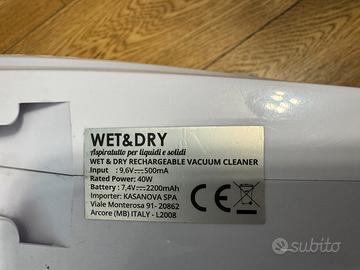 WET&DRY
Aspiratutto per liquidi e solidi
WET & DRY RECHARGEABLE VACUUM CLEANER
Input : 9,6V⎓500mA
Rated Power: 40W
Battery : 7,4V⎓2200mAh
Importer: KASANOVA SPA
Viale Monterosa 91- 20862
Arcore (MB) ITALY - L2008
CE
subito